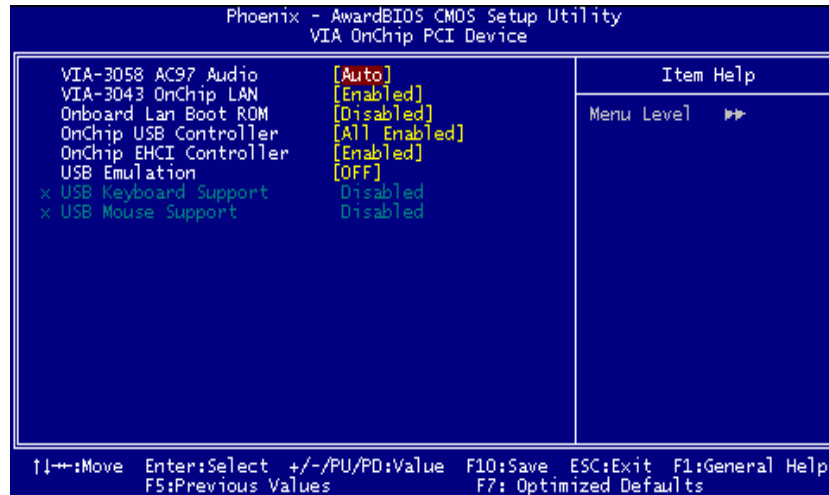 Phoenix - AwardBIOS CMOS Setup Utility
VIA OnChip PCI Device
VIA-3058 AC97 Audio [Auto]
VIA-3043 OnChip LAN [Enabled]
Onboard Lan Boot ROM [Disabled]
OnChip USB Controller [All Enabled]
OnChip EHCI Controller [Enabled]
USB Emulation [OFF]
x USB Keyboard Support Disabled
x USB Mouse Support Disabled
Item Help
Menu Level ▶▶
↑↓→←:Move Enter:Select +/-/PU/PD:Value F10:Save ESC:Exit F1:General Help
F5:Previous Values F7: Optimized Defaults